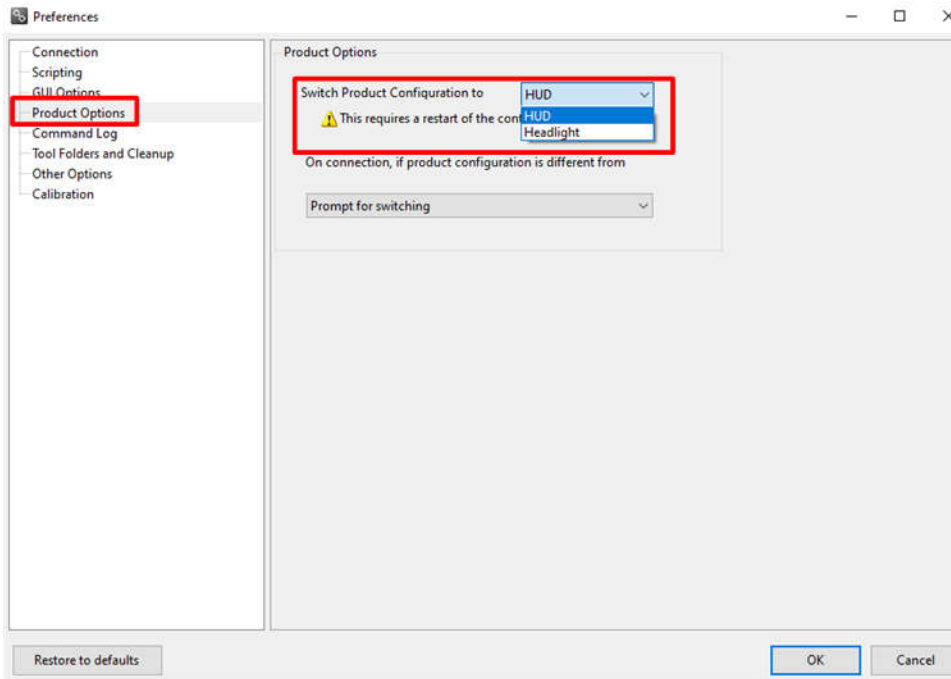 Preferences
Connection
Scripting
GUI Options
Product Options
Command Log
Tool Folders and Cleanup
Other Options
Calibration
Product Options
Switch Product Configuration to
HUD
This requires a restart of the
HUD
Headlight
On connection, if product configuration is different from
Prompt for switching
Restore to defaults
OK
Cancel